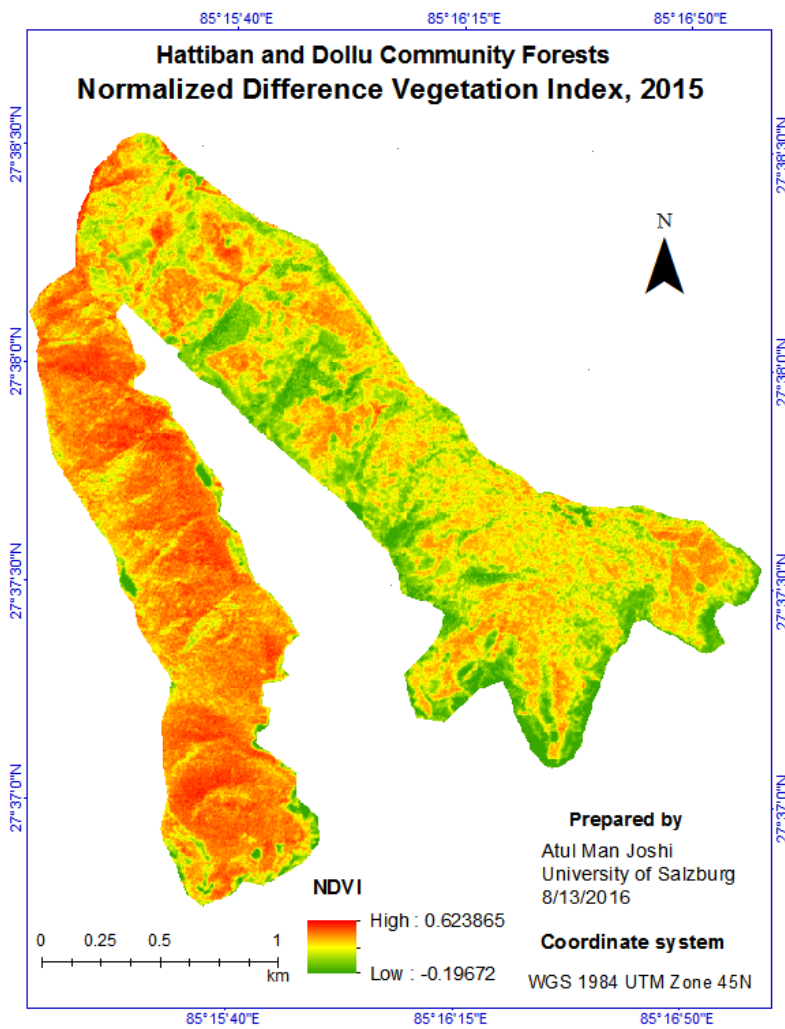 85°15'40"E 85°16'15"E 85°16'50"E
Hattiban and Dollu Community Forests
Normalized Difference Vegetation Index, 2015
27°38'30"N 27°38'30"N
N
27°38'0"N 27°38'0"N
27°37'30"N 27°37'30"N
27°37'0"N 27°37'0"N
Prepared by
Atul Man Joshi
University of Salzburg
8/13/2016
NDVI
High : 0.623865
Low : -0.19672
0 0.25 0.5 1
km
Coordinate system
WGS 1984 UTM Zone 45N
85°15'40"E 85°16'15"E 85°16'50"E